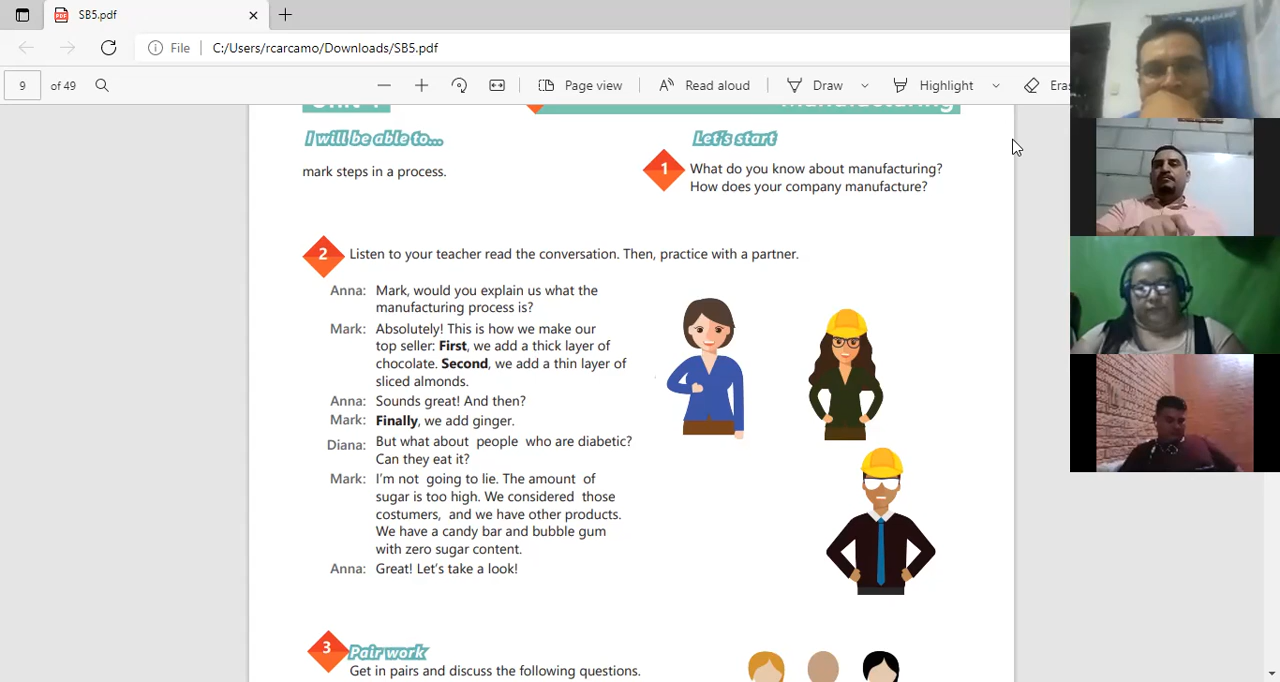 SB5.pdf
File
C:/Users/rcarcamo/Downloads/SB5.pdf
9
of 49
Page view
Read aloud
Draw
Highlight
Eras
manufacturing
I will be able to...
Let's start
mark steps in a process.
1
What do you know about manufacturing?
How does your company manufacture?
2
Listen to your teacher read the conversation. Then, practice with a partner.
Anna: Mark, would you explain us what the
manufacturing process is?
Mark: Absolutely! This is how we make our
top seller: First, we add a thick layer of
chocolate. Second, we add a thin layer of
sliced almonds.
Anna: Sounds great! And then?
Mark: Finally, we add ginger.
Diana: But what about people who are diabetic?
Can they eat it?
Mark: I'm not going to lie. The amount of
sugar is too high. We considered those
costumers, and we have other products.
We have a candy bar and bubble gum
with zero sugar content.
Anna: Great! Let's take a look!
3
Pair work
Get in pairs and discuss the following questions.